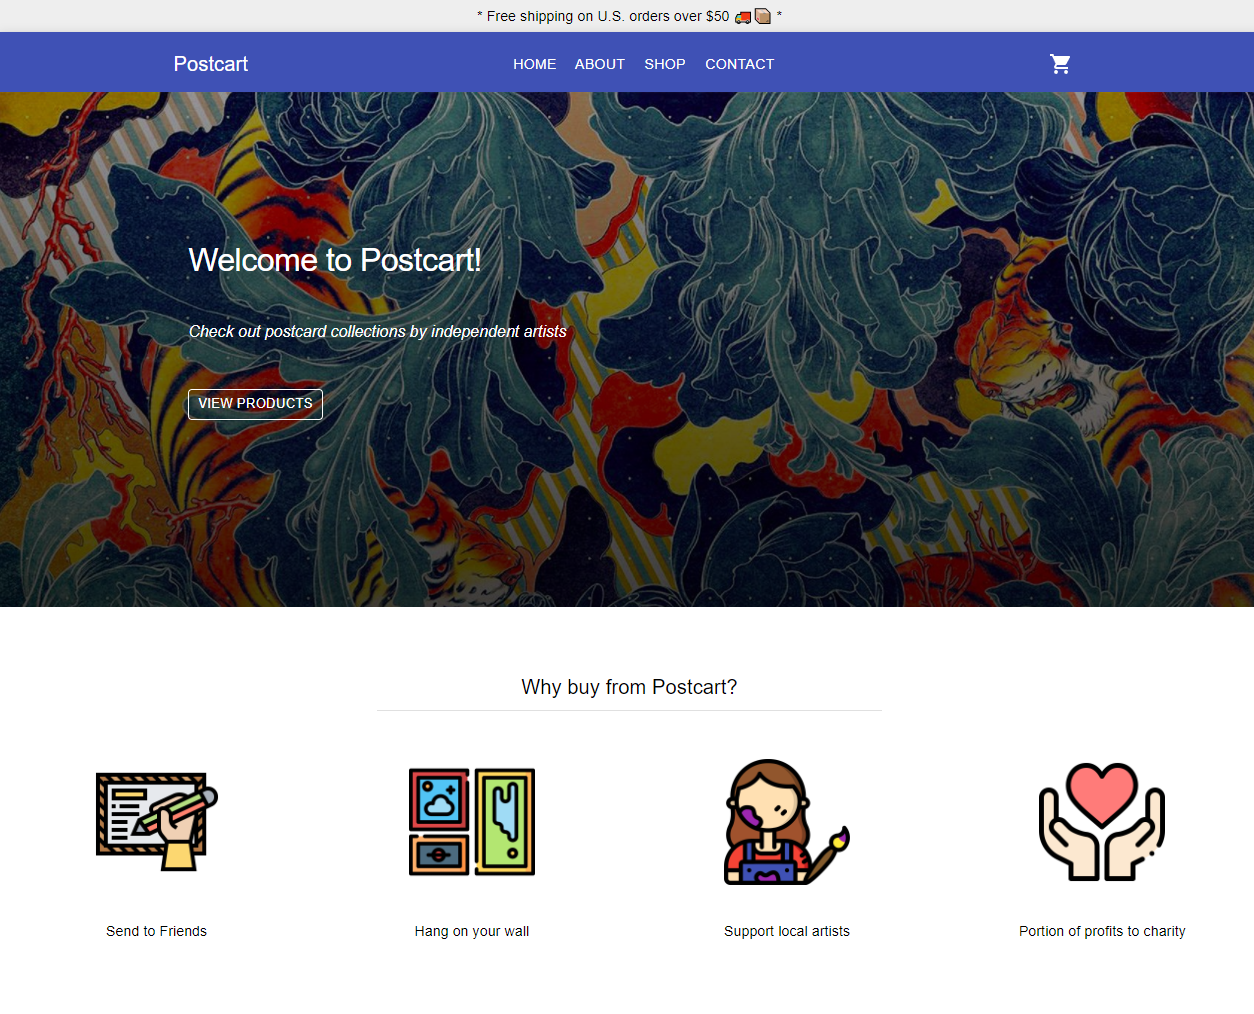 * Free shipping on U.S. orders over $50 🚚📦 *
Postcart
HOME ABOUT SHOP CONTACT
Welcome to Postcart!
Check out postcard collections by independent artists
VIEW PRODUCTS
Why buy from Postcart?
Send to Friends
Hang on your wall
Support local artists
Portion of profits to charity